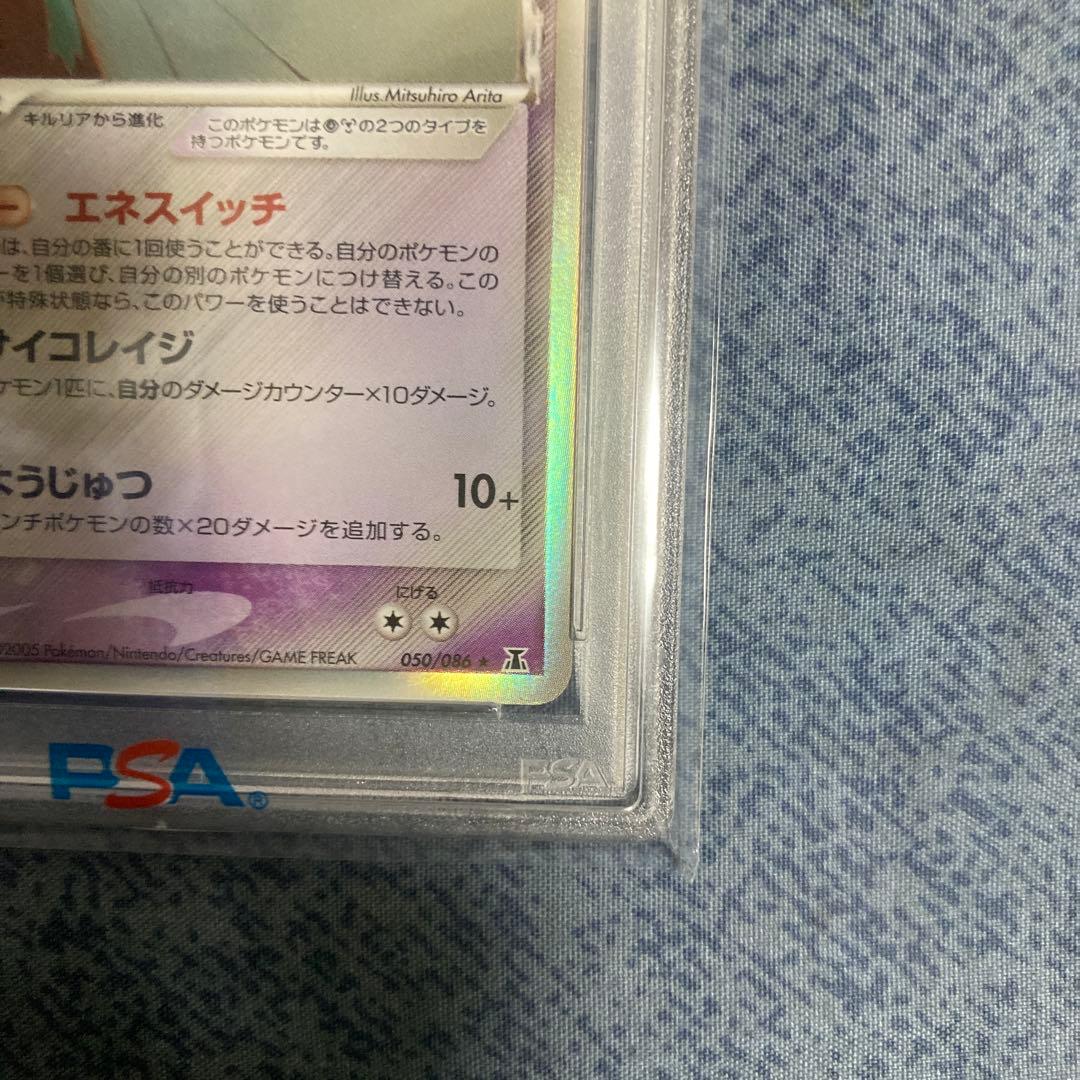 Illus.Mitsuhiro Arita
キルリアから進化
このポケモンはの2つのタイプを
持つポケモンです。
ー エネスイッチ
は、自分の番に1回使うことができる。自分のポケモンの
ーを1個選び、自分の別のポケモンにつけ替える。この
特殊状態なら、このパワーを使うことはできない。
サイコレイジ
ケモン1匹に、自分のダメージカウンター×10ダメージ。
ようじゅつ 10+
ンチポケモンの数×20ダメージを追加する。
抵抗力 にげる
©2005 Pokémon/Nintendo/Creatures/GAME FREAK 050/086 ★
PSA®
PSA